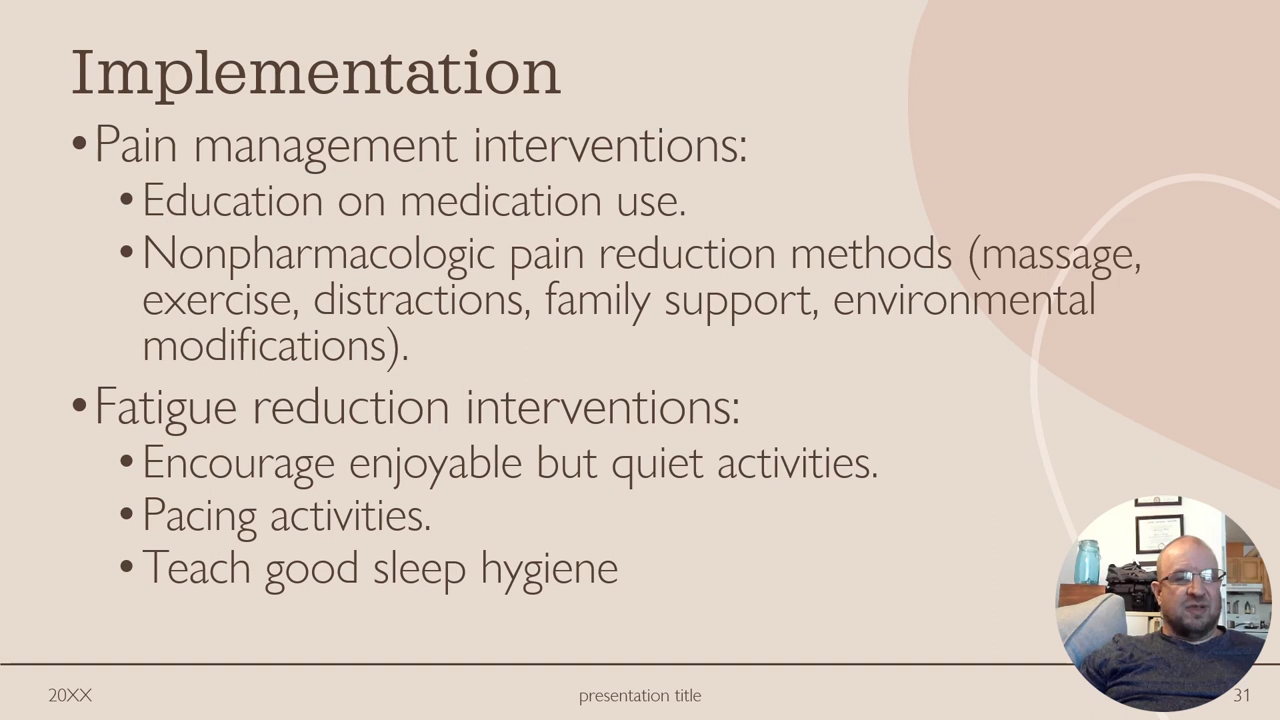 Implementation
•Pain management interventions:
•Education on medication use.
•Nonpharmacologic pain reduction methods (massage,
exercise, distractions, family support, environmental
modifications).
•Fatigue reduction interventions:
•Encourage enjoyable but quiet activities.
•Pacing activities.
•Teach good sleep hygiene
20XX
presentation title
31